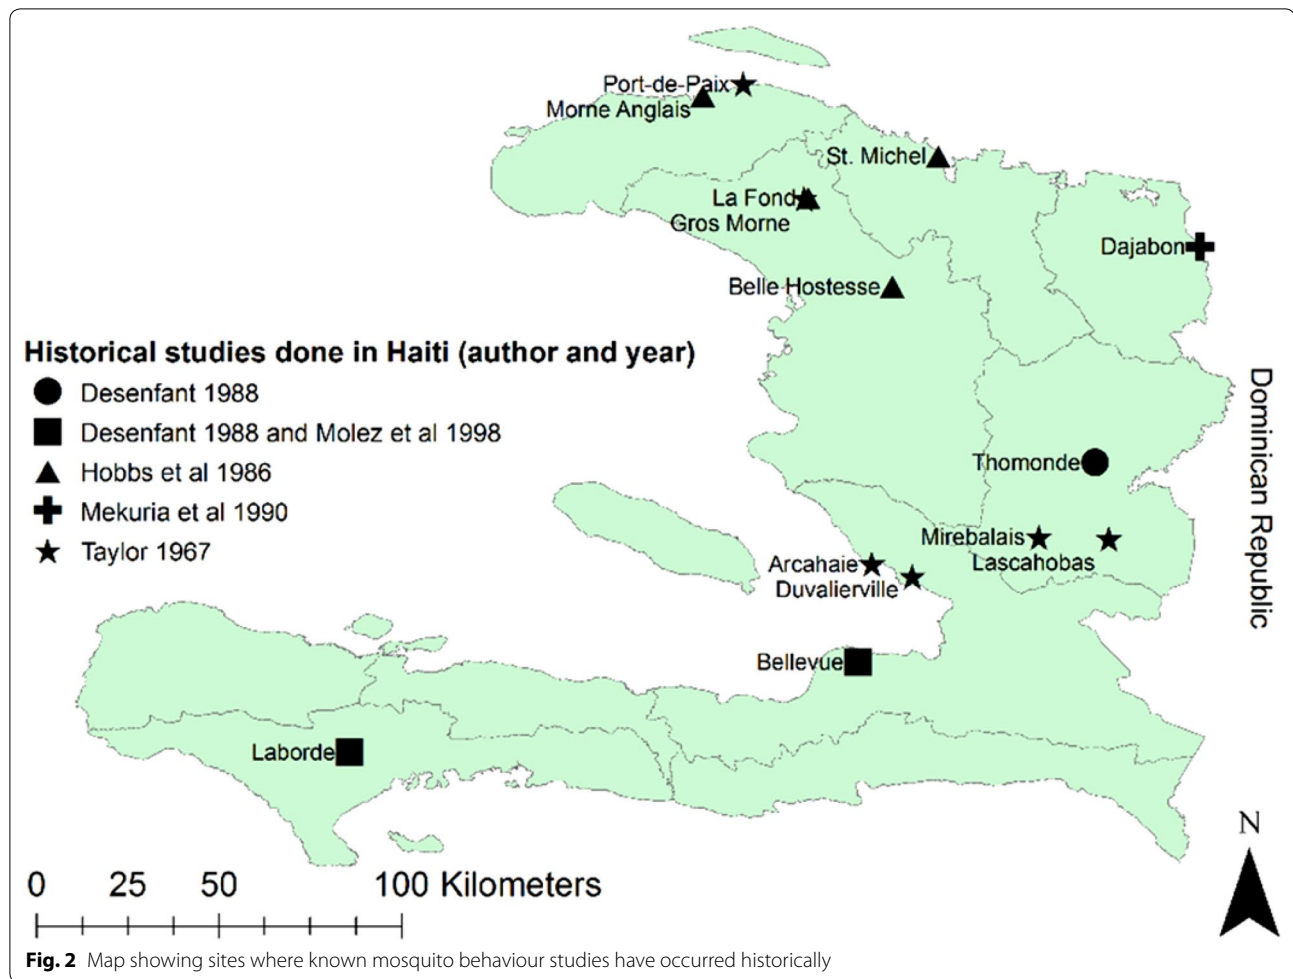 Port-de-Paix
Morne Anglais
St. Michel
La Fond
Gros Morne
Dajabon
Belle Hostesse
Historical studies done in Haiti (author and year)
Desenfant 1988
Desenfant 1988 and Molez et al 1998
Hobbs et al 1986
Mekuria et al 1990
Taylor 1967
Dominican Republic
Thomonde
Mirebalais
Lascahobas
Arcahaie
Duvalierville
Bellevue
Laborde
N
0 25 50 100 Kilometers
Fig. 2 Map showing sites where known mosquito behaviour studies have occurred historically